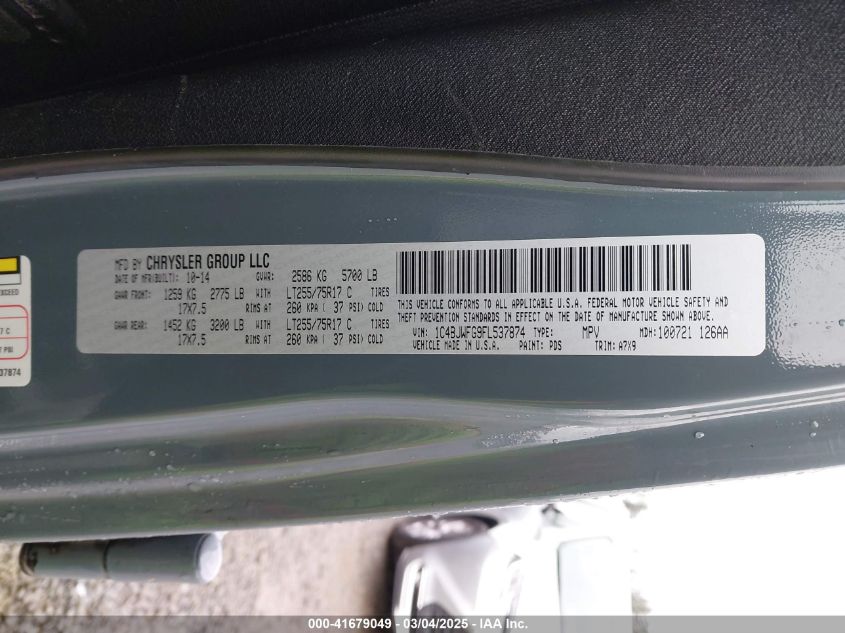 MFD BY CHRYSLER GROUP LLC
DATE OF MFR(BUILT): 10-14 GVWR: 2586 KG 5700 LB
GAWR FRONT: 1259 KG 2775 LB WITH LT255/75R17 C TIRES
17X7.5 RIMS AT 260 KPA ( 37 PSI) COLD
GAWR REAR: 1452 KG 3200 LB WITH LT255/75R17 C TIRES
17X7.5 RIMS AT 260 KPA ( 37 PSI) COLD
THIS VEHICLE CONFORMS TO ALL APPLICABLE U.S.A. FEDERAL MOTOR VEHICLE SAFETY AND
THEFT PREVENTION STANDARDS IN EFFECT ON THE DATE OF MANUFACTURE SHOWN ABOVE.
VIN: 1C4BJWFG9FL537874 TYPE: MPV MDH: 100721 126AA
VEHICLE MADE IN U.S.A. PAINT: PDS TRIM: A7X9
EXCEED
7 C
PSI
37874
000-41679049 - 03/04/2025 - IAA Inc.